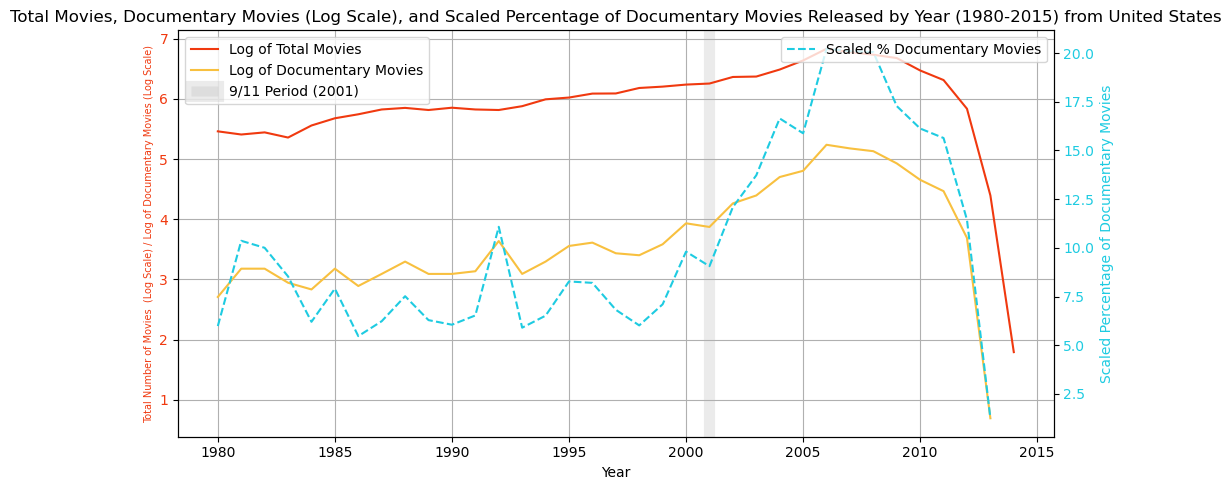 Total Movies, Documentary Movies (Log Scale), and Scaled Percentage of Documentary Movies Released by Year (1980-2015) from United States
Log of Total Movies
Log of Documentary Movies
9/11 Period (2001)
Scaled % Documentary Movies
Total Number of Movies  (Log Scale) / Log of Documentary Movies (Log Scale)
7
6
5
4
3
2
1
20.0
17.5
15.0
12.5
10.0
7.5
5.0
2.5
Scaled Percentage of Documentary Movies
1980
1985
1990
1995
2000
2005
2010
2015
Year